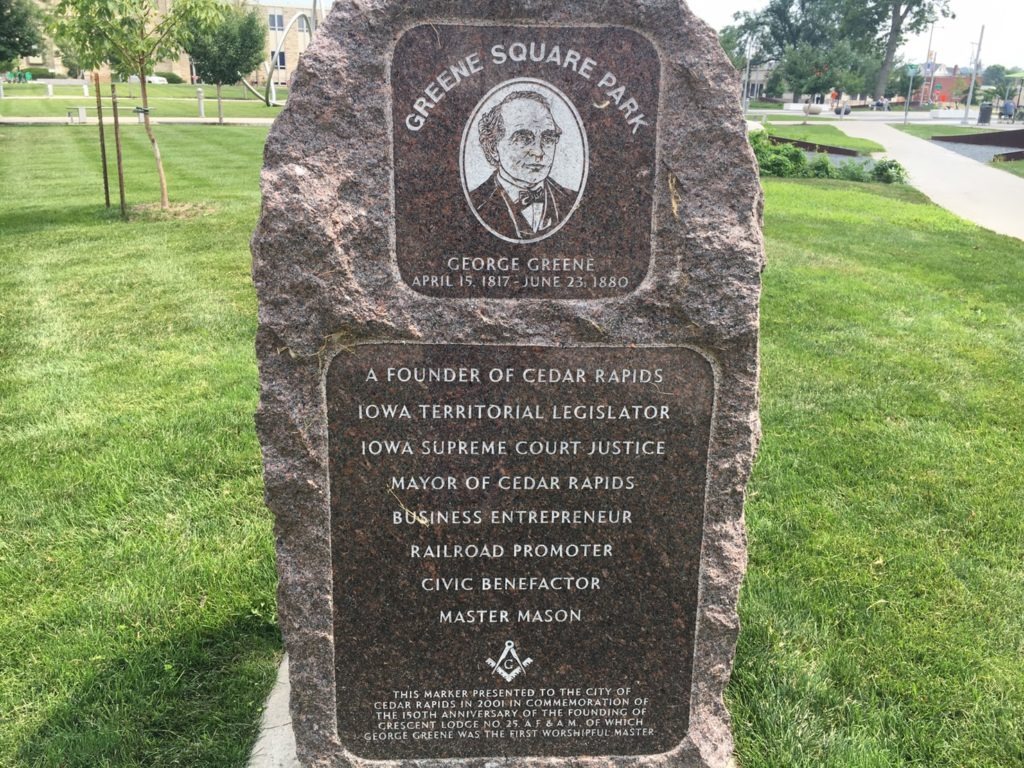 GREENE SQUARE PARK
GEORGE GREENE
APRIL 15, 1817 - JUNE 23, 1880
A FOUNDER OF CEDAR RAPIDS
IOWA TERRITORIAL LEGISLATOR
IOWA SUPREME COURT JUSTICE
MAYOR OF CEDAR RAPIDS
BUSINESS ENTREPRENEUR
RAILROAD PROMOTER
CIVIC BENEFACTOR
MASTER MASON
G
THIS MARKER PRESENTED TO THE CITY OF
CEDAR RAPIDS IN 2001 IN COMMEMORATION OF
THE 150TH ANNIVERSARY OF THE FOUNDING OF
CRESCENT LODGE NO. 25, A.F. & A.M., OF WHICH
GEORGE GREENE WAS THE FIRST WORSHIPFUL MASTER